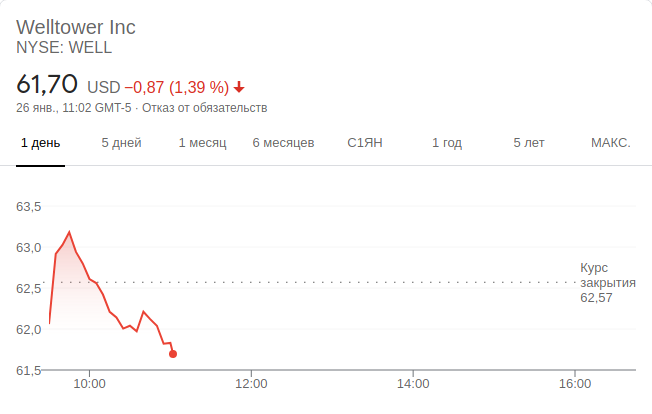 Welltower Inc
NYSE: WELL
61,70 USD −0,87 (1,39 %)
26 янв., 11:02 GMT-5 · Отказ от обязательств
1 день 5 дней 1 месяц 6 месяцев С1ЯН 1 год 5 лет МАКС.
63,5
63,0
Курс
62,5 закрытия
62,57
62,0
61,5
10:00 12:00 14:00 16:00